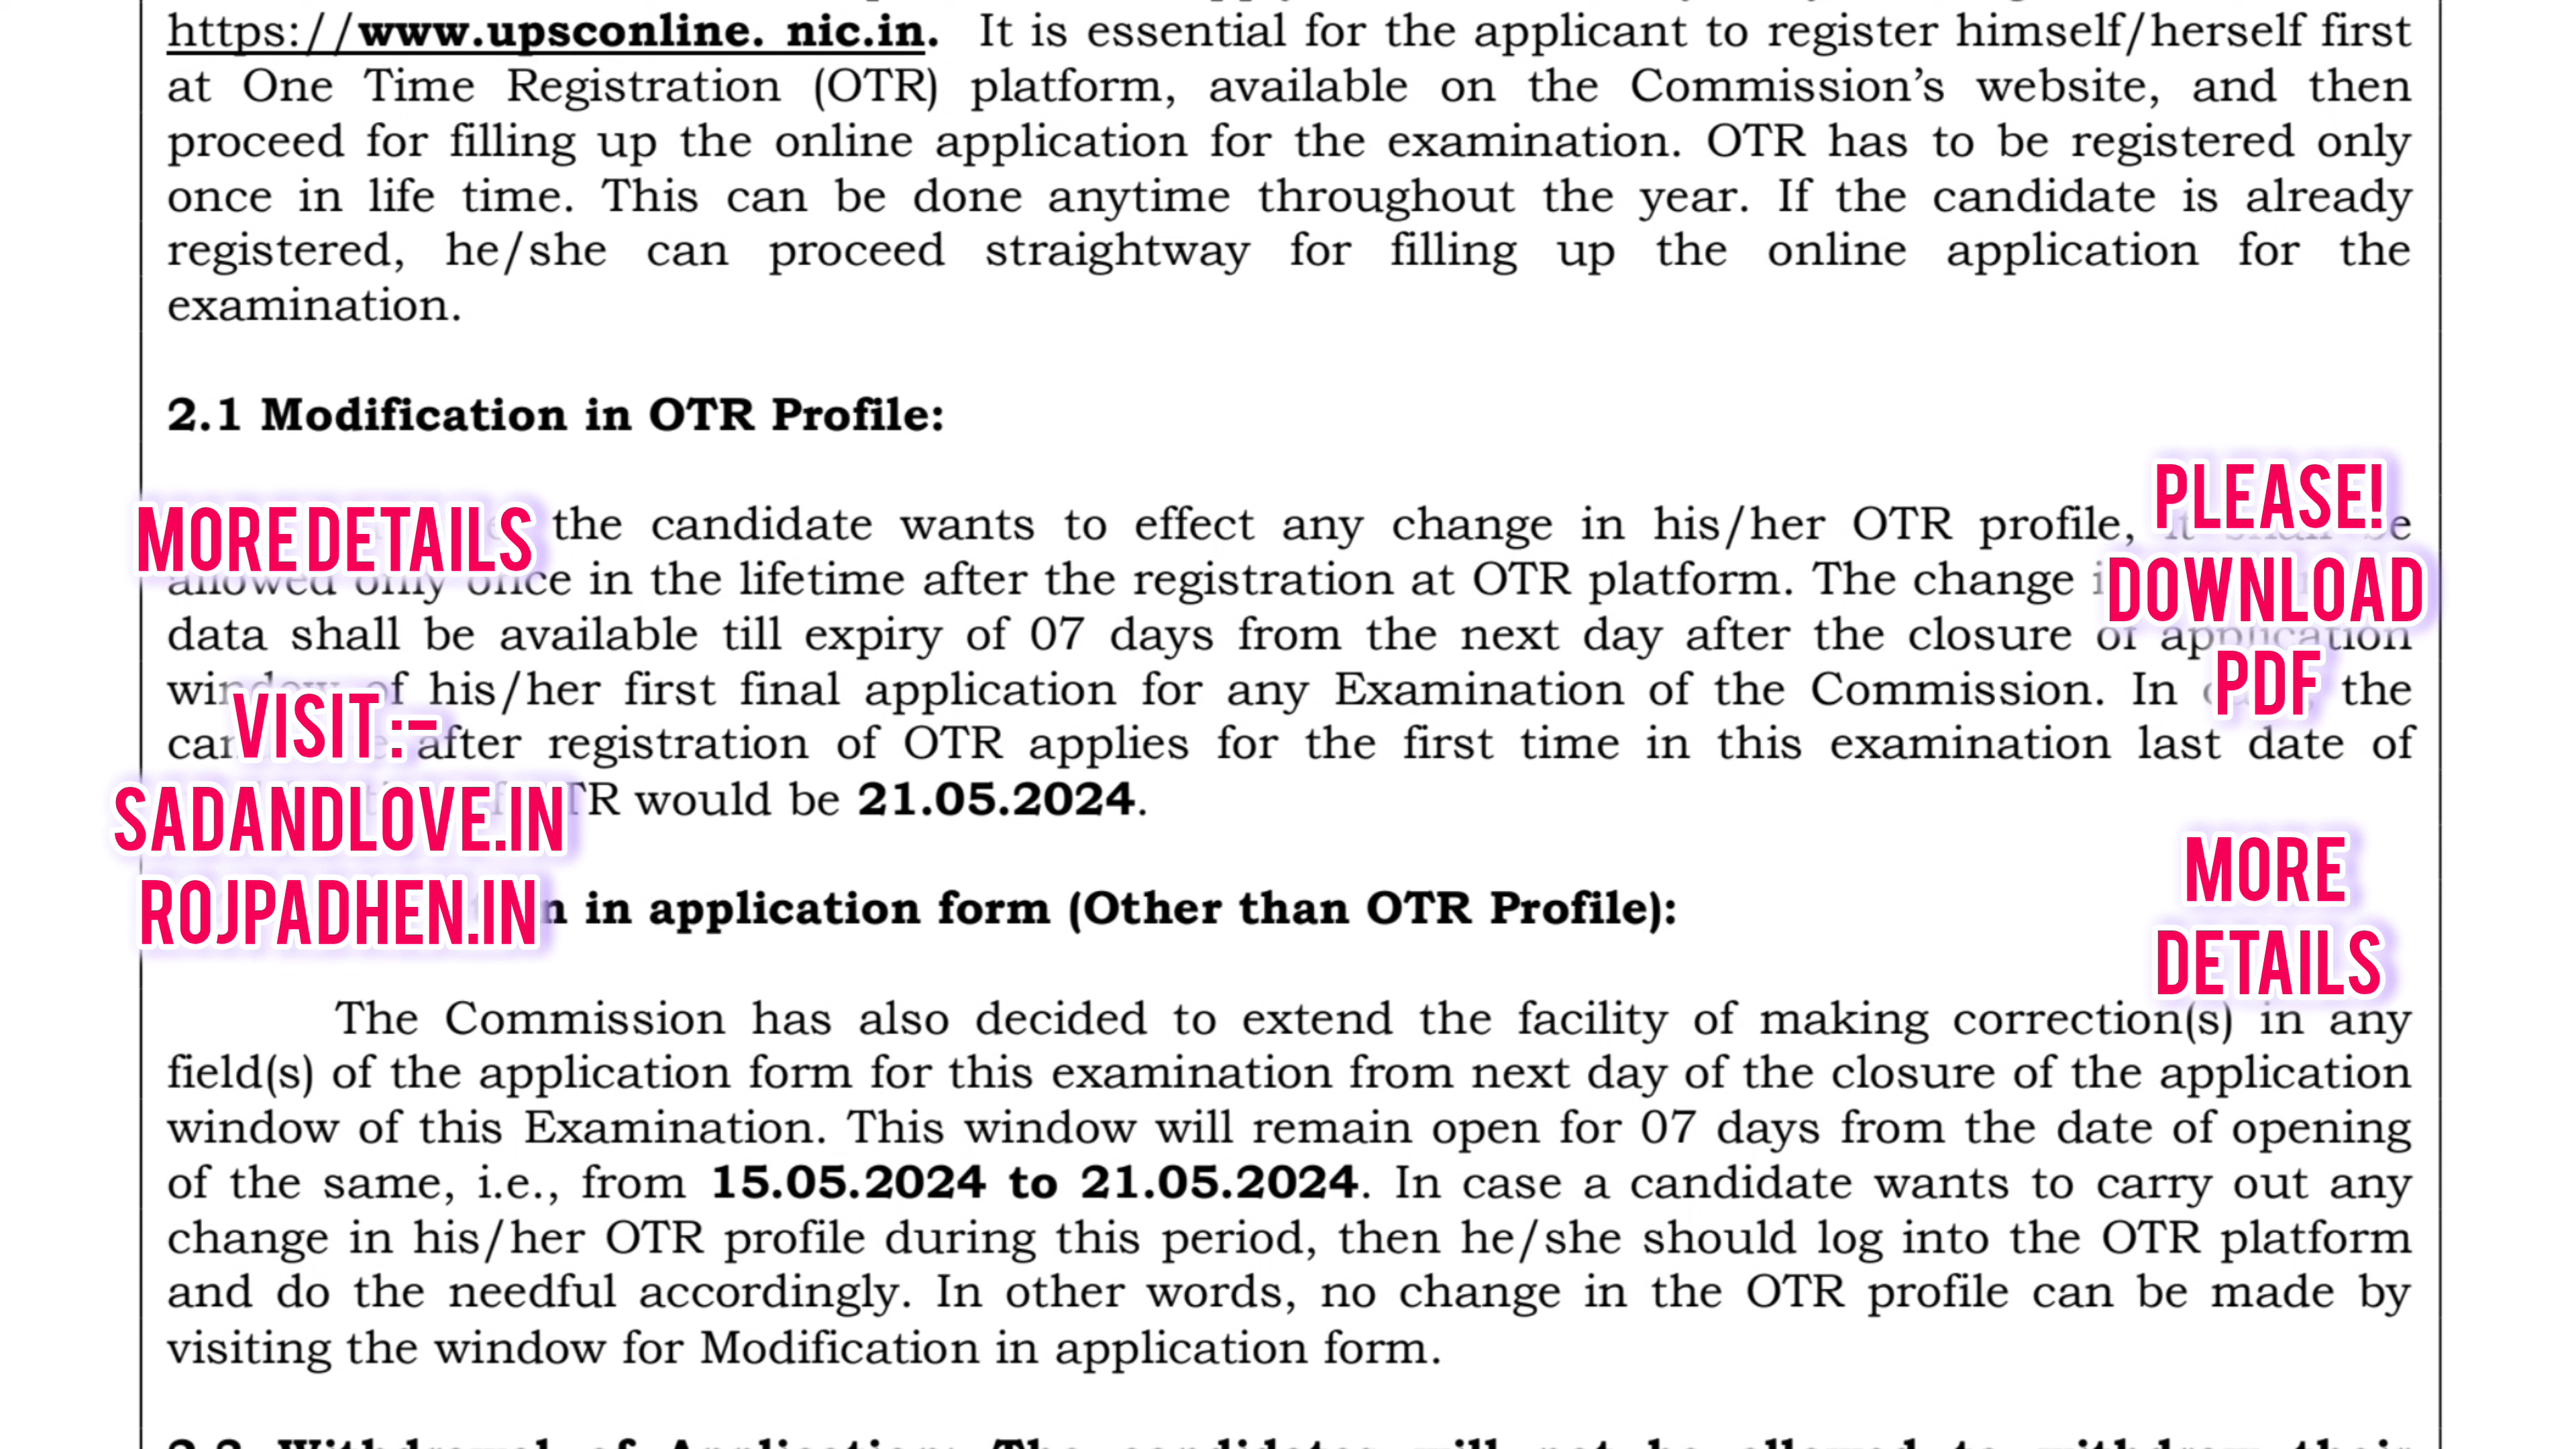 https://www.upsconline. nic.in. It is essential for the applicant to register himself/herself first
at One Time Registration (OTR) platform, available on the Commission’s website, and then
proceed for filling up the online application for the examination. OTR has to be registered only
once in life time. This can be done anytime throughout the year. If the candidate is already
registered, he/she can proceed straightway for filling up the online application for the
examination.
2.1 Modification in OTR Profile:
the candidate wants to effect any change in his/her OTR profile, it shall be
allowed only once in the lifetime after the registration at OTR platform. The change
data shall be available till expiry of 07 days from the next day after the closure of application
window of his/her first final application for any Examination of the Commission. In the
after registration of OTR applies for the first time in this examination last date of
would be 21.05.2024.
in application form (Other than OTR Profile):
The Commission has also decided to extend the facility of making correction(s) in any
field(s) of the application form for this examination from next day of the closure of the application
window of this Examination. This window will remain open for 07 days from the date of opening
of the same, i.e., from 15.05.2024 to 21.05.2024. In case a candidate wants to carry out any
change in his/her OTR profile during this period, then he/she should log into the OTR platform
and do the needful accordingly. In other words, no change in the OTR profile can be made by
visiting the window for Modification in application form.
MORE DETAILS
VISIT :-
SADANDLOVE.IN
ROJPADHEN.IN
PLEASE!
DOWNLOAD
PDF
MORE
DETAILS